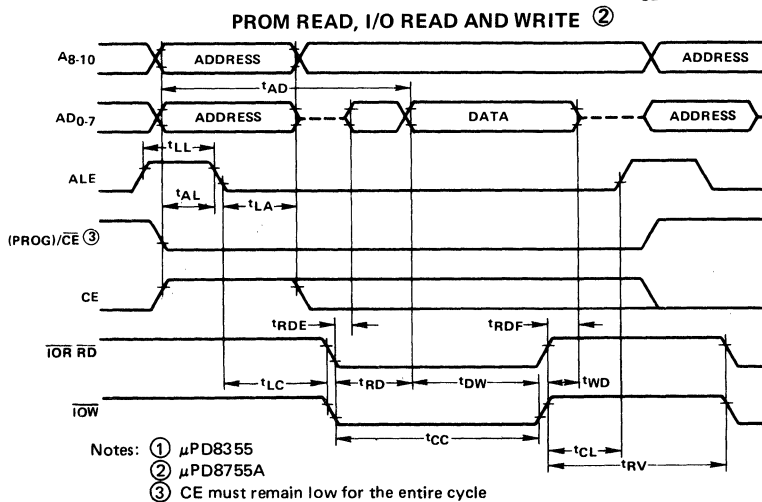 PROM READ, I/O READ AND WRITE ②
A8-10 ADDRESS ADDRESS
tAD
AD0-7 ADDRESS DATA ADDRESS
tLL
ALE
tAL tLA
(PROG)/CE ③
CE
tRDE tRDF
IOR RD
tLC tRD tDW tWD
IOW
tCC tCL
tRV
Notes: ① μPD8355
② μPD8755A
③ CE must remain low for the entire cycle